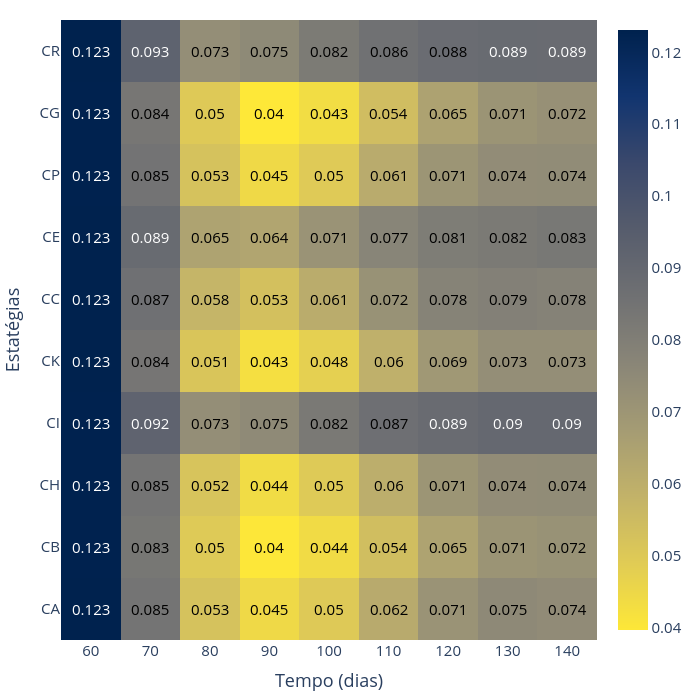 CR 0.123 0.093 0.073 0.075 0.082 0.086 0.088 0.089 0.089
CG 0.123 0.084 0.05 0.04 0.043 0.054 0.065 0.071 0.072
CP 0.123 0.085 0.053 0.045 0.05 0.061 0.071 0.074 0.074
CE 0.123 0.089 0.065 0.064 0.071 0.077 0.081 0.082 0.083
CC 0.123 0.087 0.058 0.053 0.061 0.072 0.078 0.079 0.078
CK 0.123 0.084 0.051 0.043 0.048 0.06 0.069 0.073 0.073
CI 0.123 0.092 0.073 0.075 0.082 0.087 0.089 0.09 0.09
CH 0.123 0.085 0.052 0.044 0.05 0.06 0.071 0.074 0.074
CB 0.123 0.083 0.05 0.04 0.044 0.054 0.065 0.071 0.072
CA 0.123 0.085 0.053 0.045 0.05 0.062 0.071 0.075 0.074
60 70 80 90 100 110 120 130 140
Tempo (dias)
Estatégias
0.12
0.11
0.1
0.09
0.08
0.07
0.06
0.05
0.04